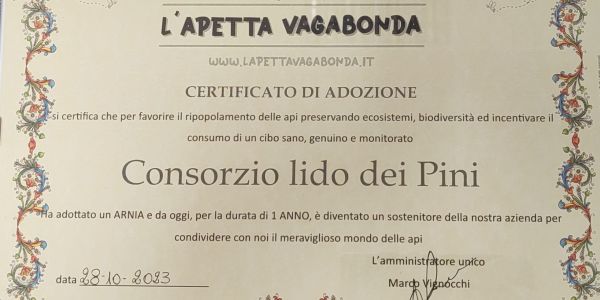 L'APETTA VAGABONDA
WWW.LAPETTAVAGABONDA.IT
CERTIFICATO DI ADOZIONE
si certifica che per favorire il ripopolamento delle api preservando ecosistemi, biodiversità ed incentivare il
consumo di un cibo sano, genuino e monitorato
Consorzio lido dei Pini
Ha adottato un ARNIA e da oggi, per la durata di 1 ANNO, è diventato un sostenitore della nostra azienda per
condividere con noi il meraviglioso mondo delle api
L'amministratore unico
data 28-10-2023
Marco Vignocchi